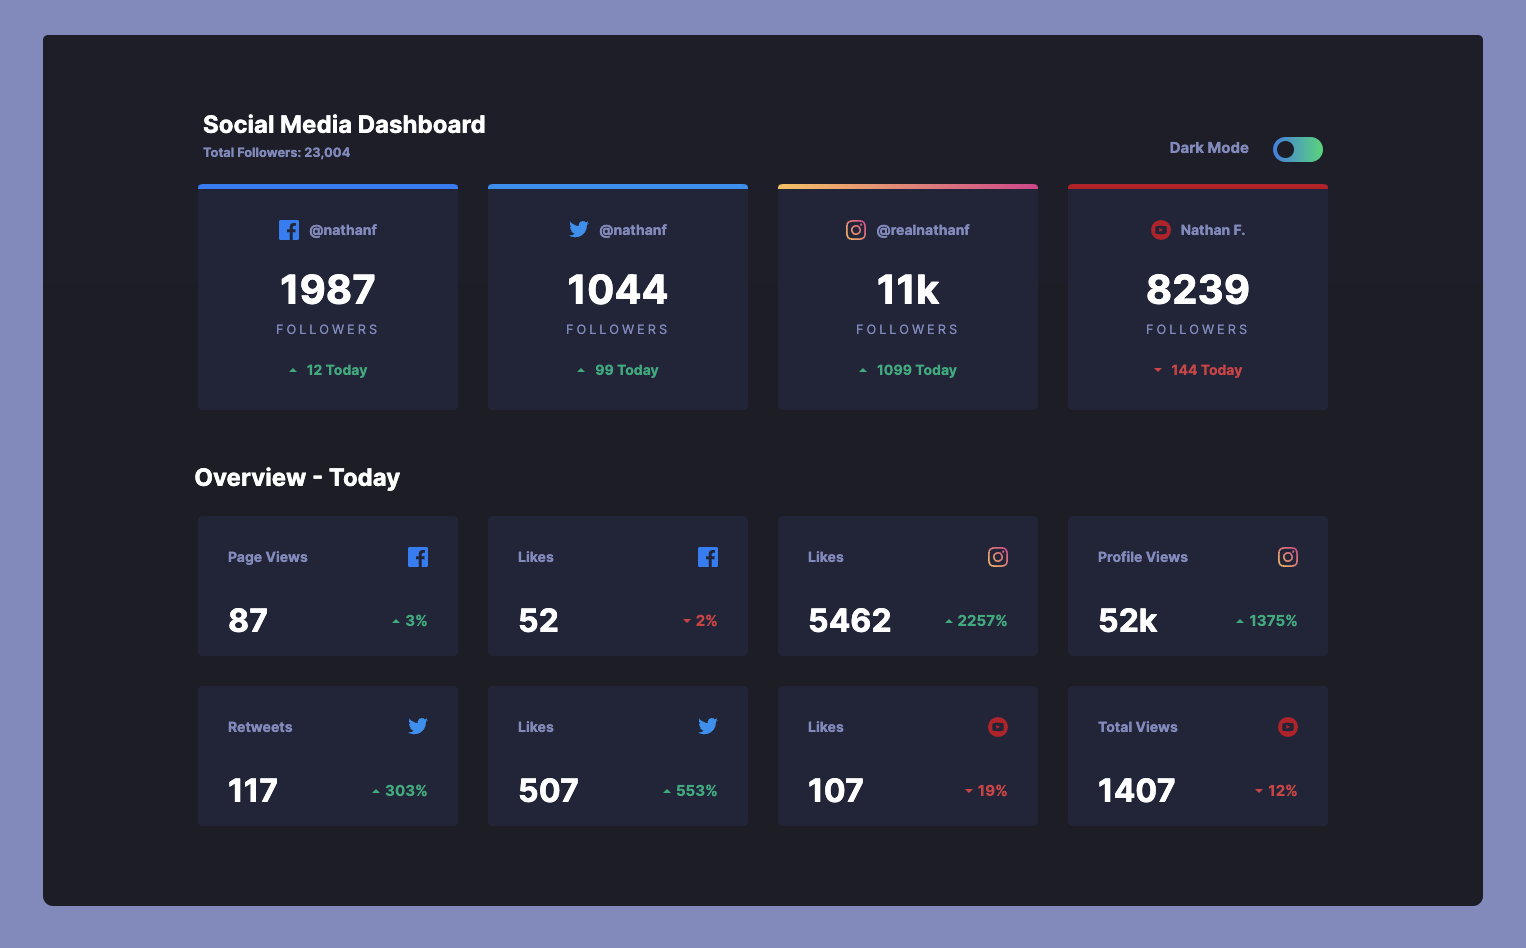 Social Media Dashboard
Total Followers: 23,004
Dark Mode
@nathanf
1987
FOLLOWERS
12 Today
@nathanf
1044
FOLLOWERS
99 Today
@realnathanf
11k
FOLLOWERS
1099 Today
Nathan F.
8239
FOLLOWERS
144 Today
Overview - Today
Page Views
87
3%
Likes
52
2%
Likes
5462
2257%
Profile Views
52k
1375%
Retweets
117
303%
Likes
507
553%
Likes
107
19%
Total Views
1407
12%